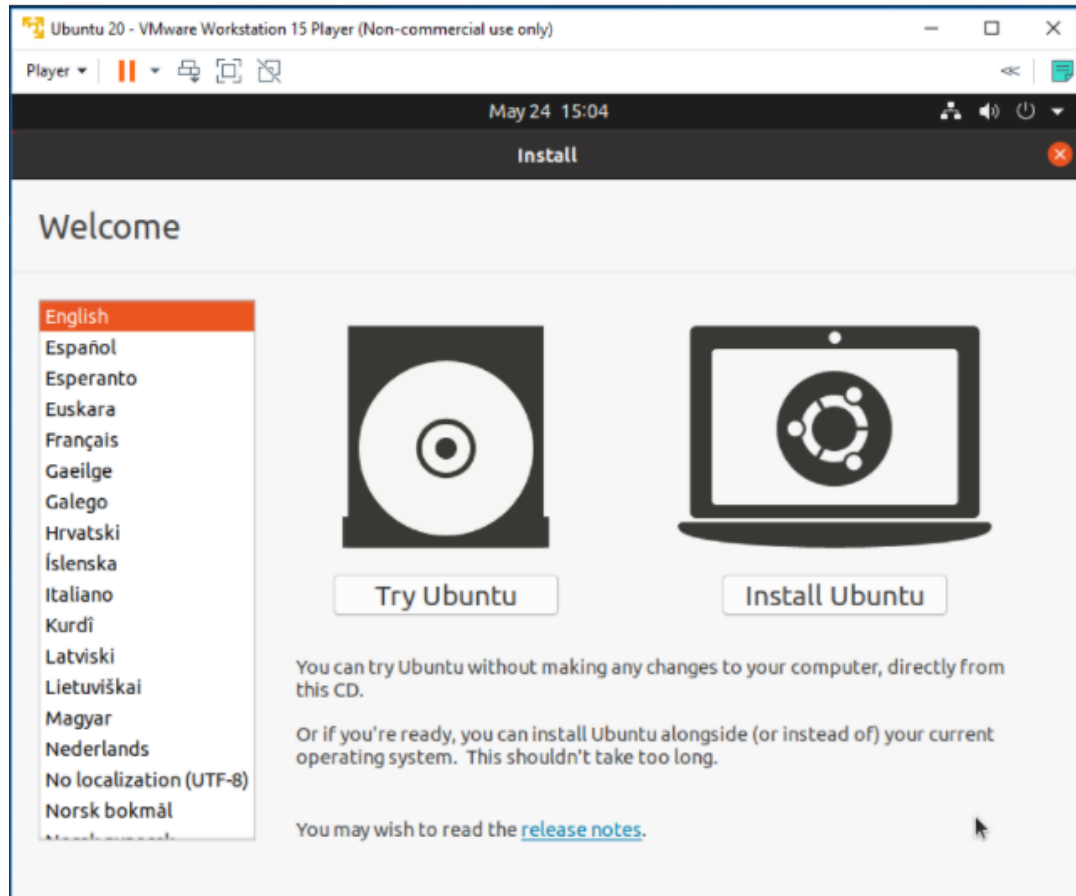 Ubuntu 20 - VMware Workstation 15 Player (Non-commercial use only)
Player
May 24 15:04
Install
Welcome
English
Español
Esperanto
Euskara
Français
Gaeilge
Galego
Hrvatski
Íslenska
Italiano
Kurdî
Latviski
Lietuviškai
Magyar
Nederlands
No localization (UTF-8)
Norsk bokmål
Try Ubuntu
Install Ubuntu
You can try Ubuntu without making any changes to your computer, directly from
this CD.
Or if you're ready, you can install Ubuntu alongside (or instead of) your current
operating system. This shouldn't take too long.
You may wish to read the release notes.